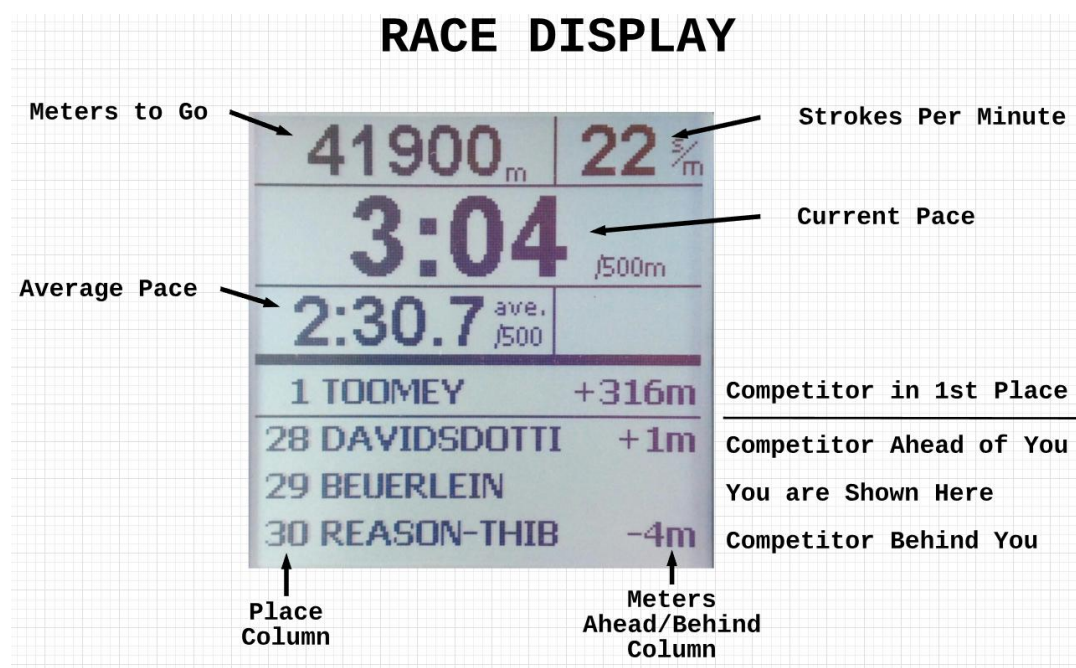 RACE DISPLAY
Meters to Go
41900 m
22 s/m
Strokes Per Minute
3:04 /500m
Current Pace
Average Pace
2:30.7 ave. /500
1 TOOMEY +316m
Competitor in 1st Place
28 DAVIDSDOTTI +1m
Competitor Ahead of You
29 BEUERLEIN
You are Shown Here
30 REASON-THIB -4m
Competitor Behind You
Place
Column
Meters
Ahead/Behind
Column